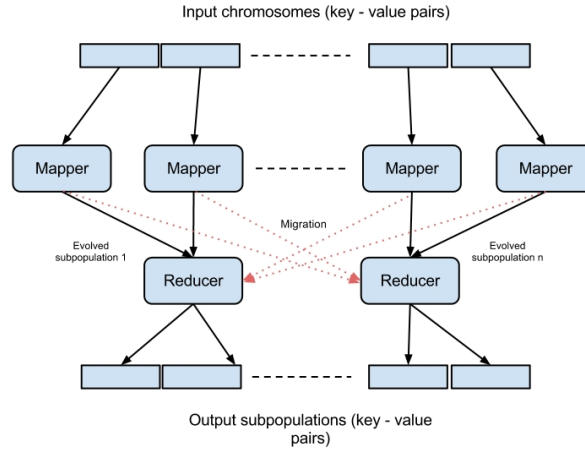 Input chromosomes (key - value pairs)
Mapper
Mapper
Mapper
Mapper
Migration
Evolved
subpopulation 1
Evolved
subpopulation n
Reducer
Reducer
Output subpopulations (key - value
pairs)